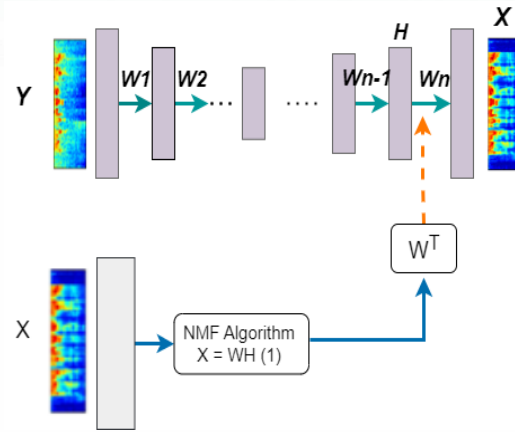 X
H
Y
W1
W2
Wn-1
Wn
W^T
X
NMF Algorithm
X = WH (1)